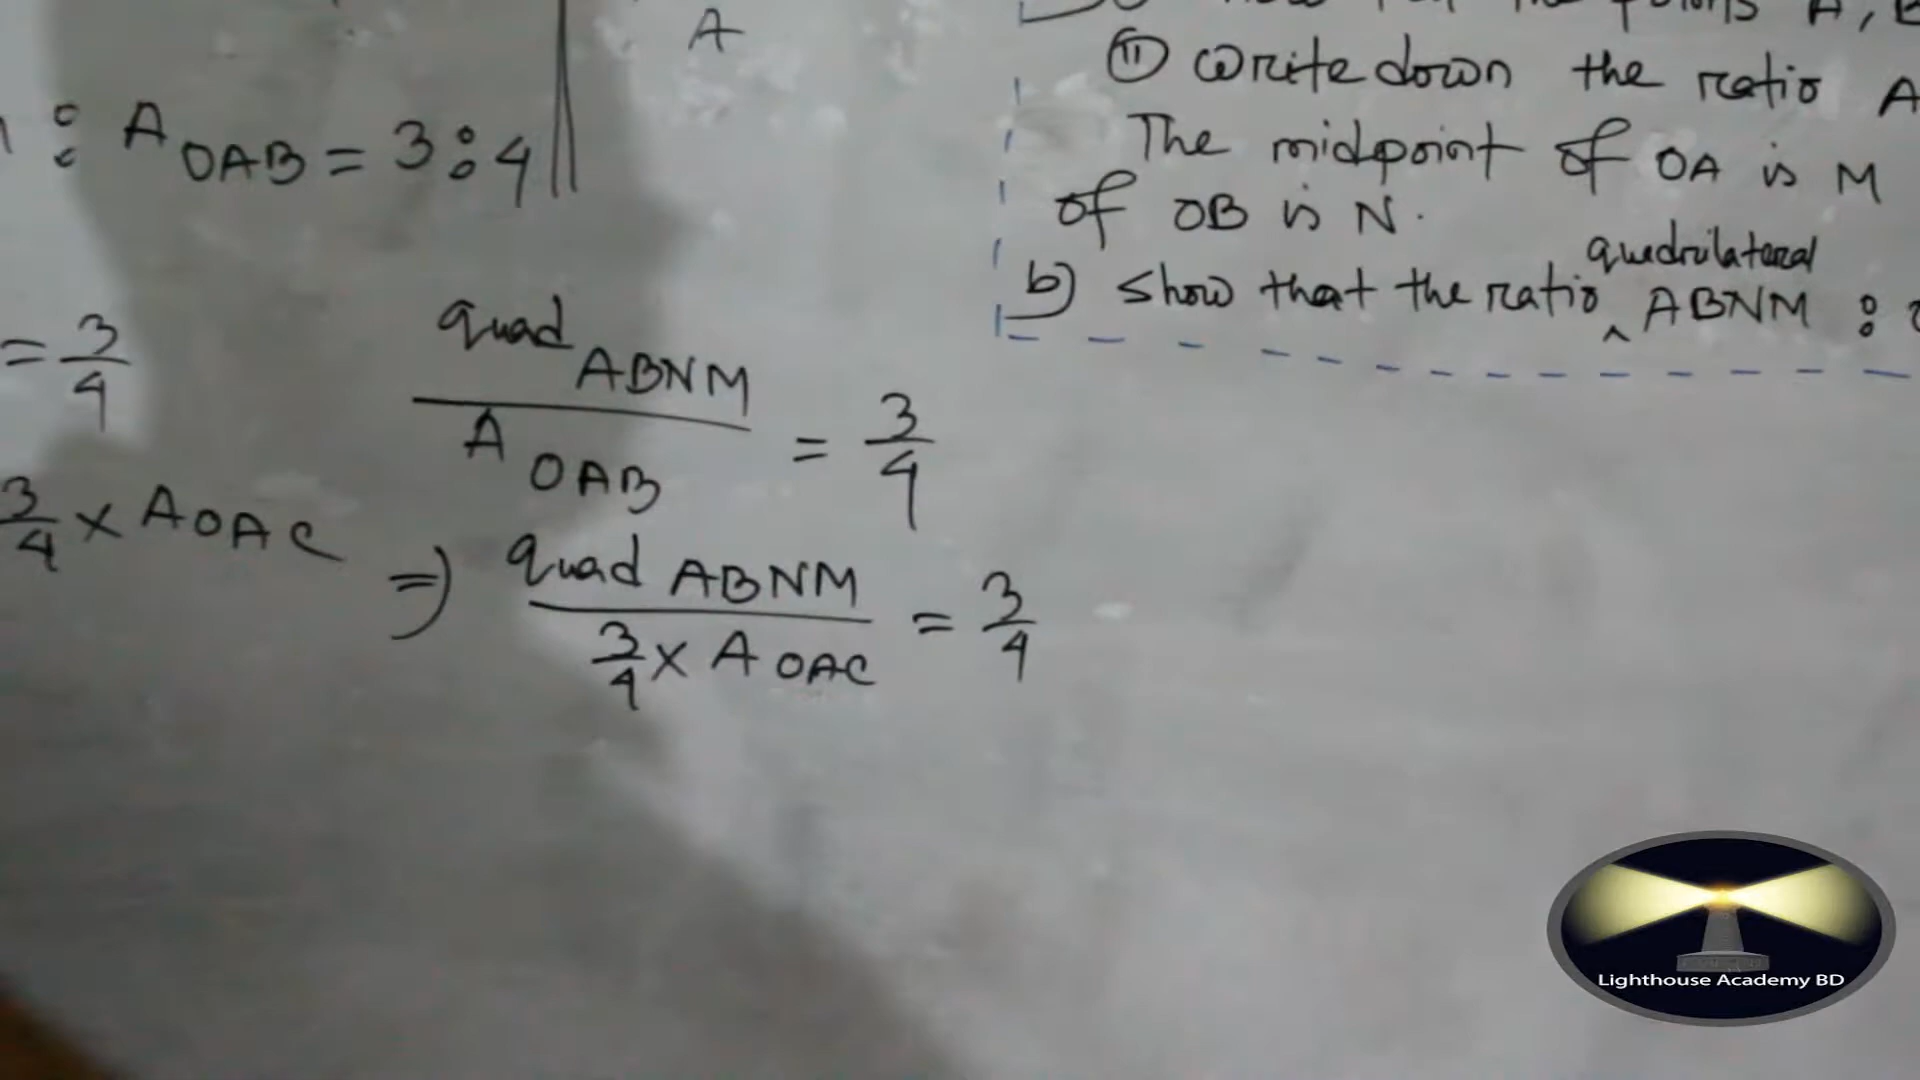 A
: A OAB = 3:4
= 3/4
3/4 × A OAC
quad ABNM / A OAB = 3/4
⇒ quad ABNM / 3/4 × A OAC = 3/4
points A,
(ii) write down the ratio A
The midpoint of OA is M
of OB is N.
quadrilateral
b) show that the ratio ^ ABNM :
Lighthouse Academy BD